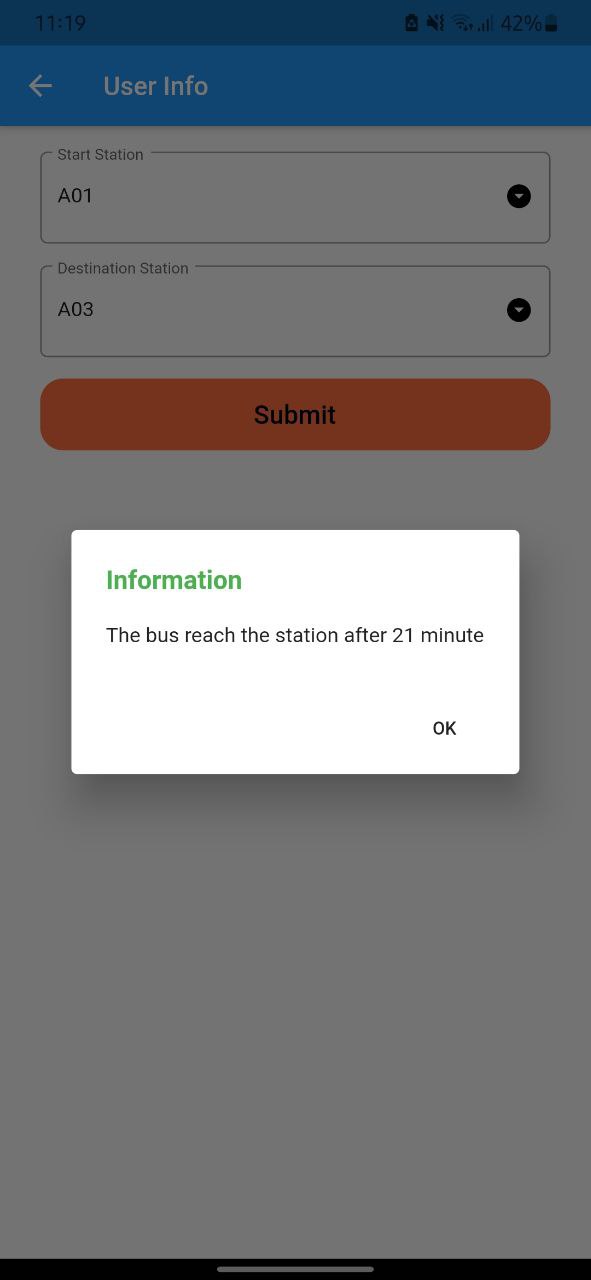 11:19
42%
User Info
Start Station
A01
Destination Station
A03
Submit
Information
The bus reach the station after 21 minute
OK